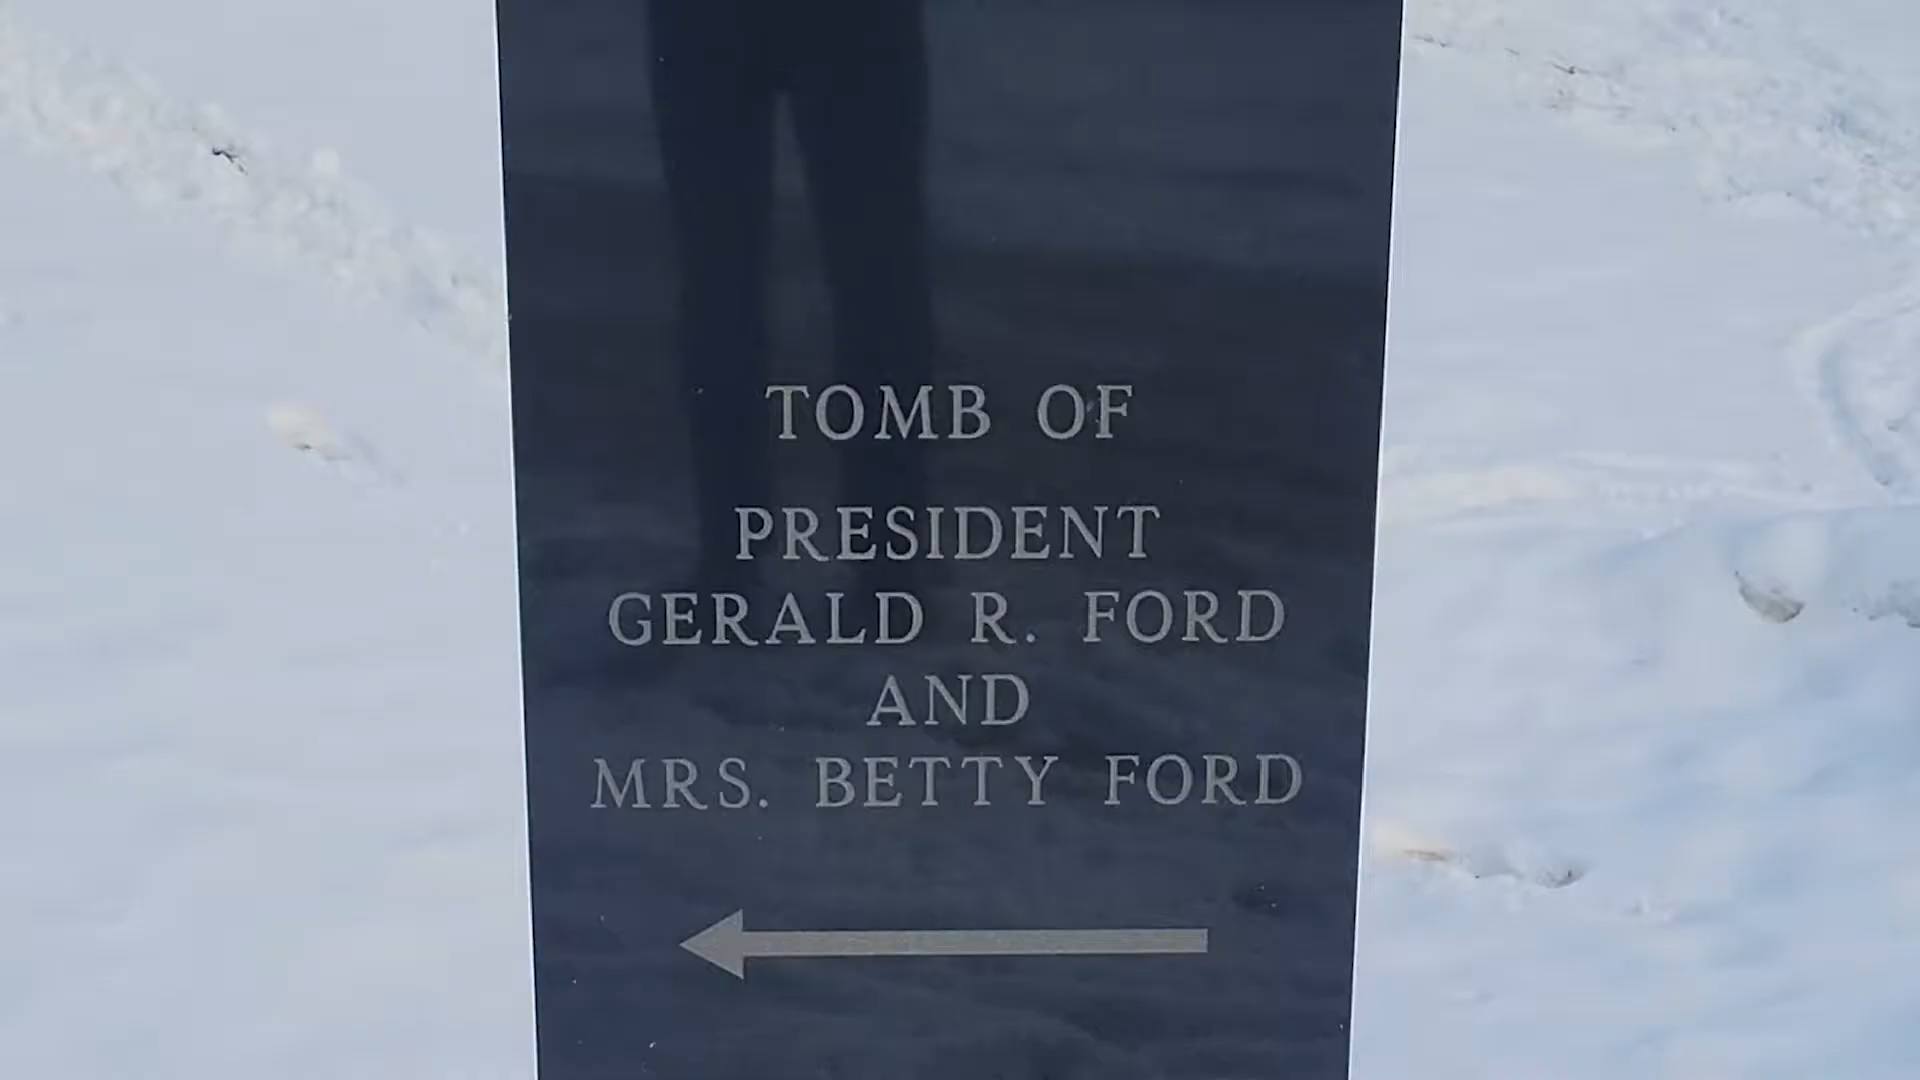 TOMB OF
PRESIDENT
GERALD R. FORD
AND
MRS. BETTY FORD